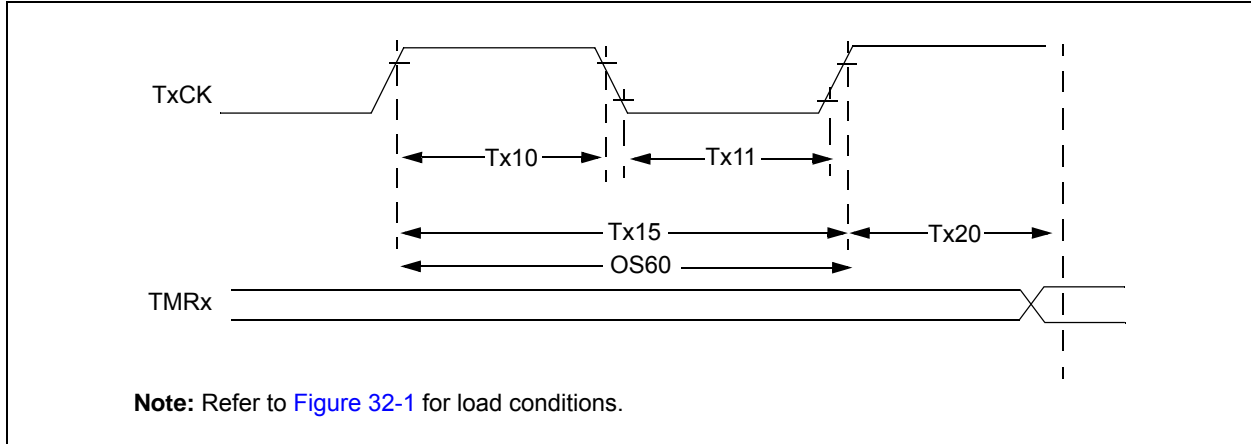 TxCK
Tx10
Tx11
Tx15
Tx20
OS60
TMRx
Note: Refer to Figure 32-1 for load conditions.